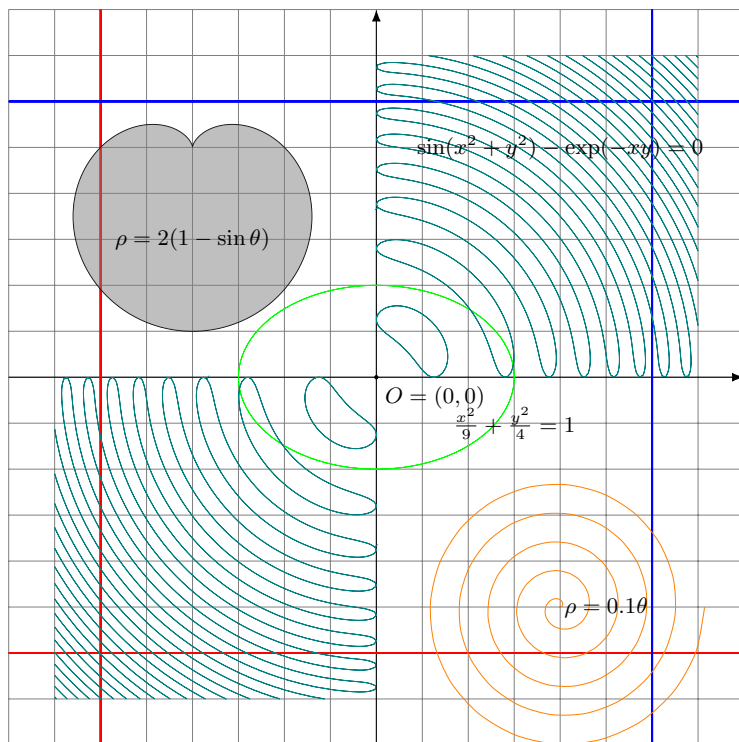 sin(x² + y²) − exp(−xy) = 0
ρ = 2(1 − sin θ)
O = (0, 0)
x²/9 + y²/4 = 1
ρ = 0.1θ